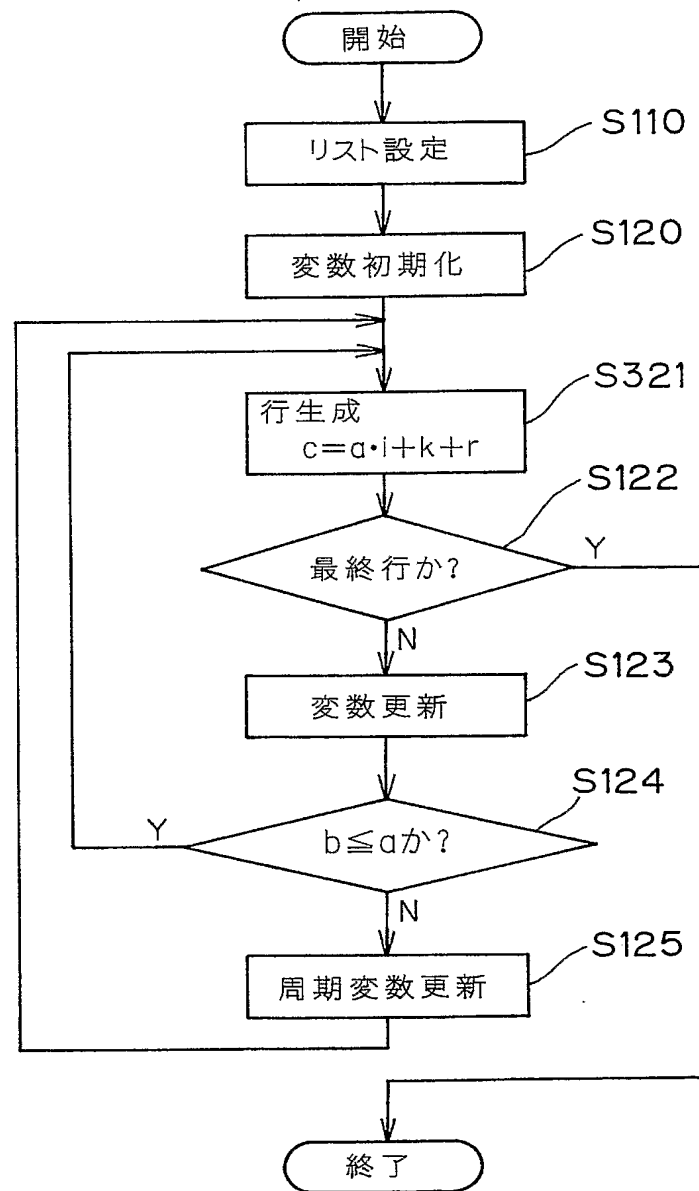 開始
リスト設定
S110
変数初期化
S120
行生成
c=a・i+k+r
S321
最終行か?
S122
Y
N
変数更新
S123
b≦aか?
S124
Y
N
周期変数更新
S125
終了